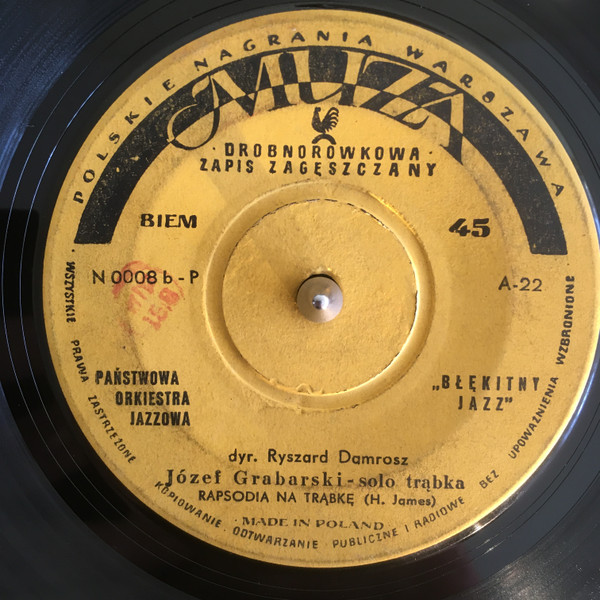 POLSKIE NAGRANIA WARSZAWA
MUZA
· DROBNOROWKOWA ·
ZAPIS ZAGĘSZCZANY
BIEM
45
N 0008 b - P
A-22
PAŃSTWOWA
ORKIESTRA
JAZZOWA
„BŁĘKITNY
JAZZ"
dyr. Ryszard Damrosz
Józef Grabarski - solo trąbka
RAPSODIA NA TRĄBKĘ (H. James)
· MADE IN POLAND ·
· WSZYSTKIE PRAWA ZASTRZEŻONE · KOPIOWANIE · ODTWARZANIE PUBLICZNE I RADIOWE BEZ UPOWAŻNIENIA WZBRONIONE ·